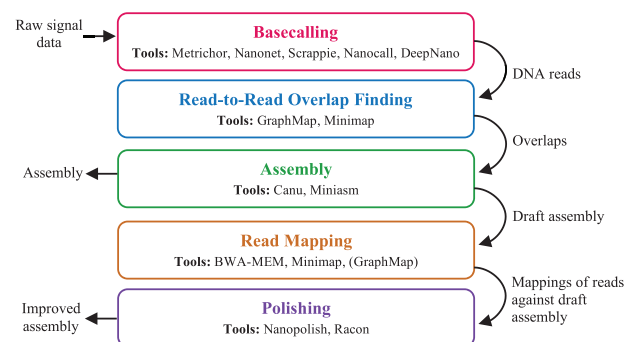 Raw signal
data
Basecalling
Tools: Metrichor, Nanonet, Scrappie, Nanocall, DeepNano
DNA reads
Read-to-Read Overlap Finding
Tools: GraphMap, Minimap
Overlaps
Assembly
Assembly
Tools: Canu, Miniasm
Draft assembly
Read Mapping
Tools: BWA-MEM, Minimap, (GraphMap)
Mappings of reads
against draft
assembly
Improved
assembly
Polishing
Tools: Nanopolish, Racon